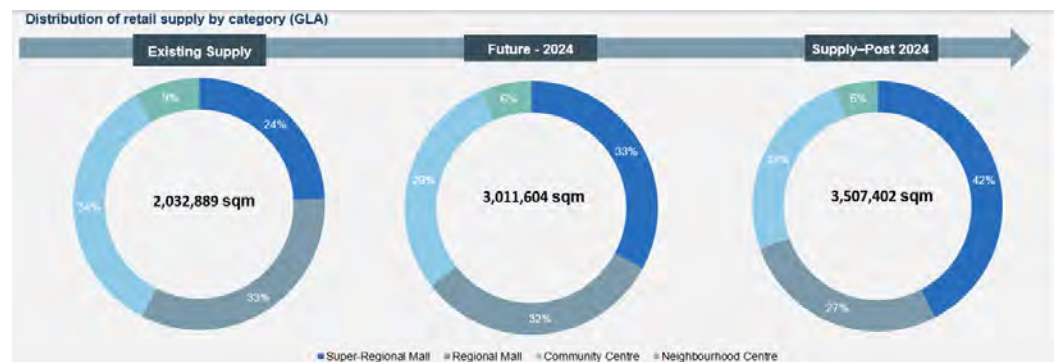 Distribution of retail supply by category (GLA)
Existing Supply
Future - 2024
Supply–Post 2024
9%
24%
34%
33%
2,032,889 sqm
6%
33%
29%
32%
3,011,604 sqm
42%
27%
3,507,402 sqm
Super-Regional Mall
Regional Mall
Community Centre
Neighbourhood Centre